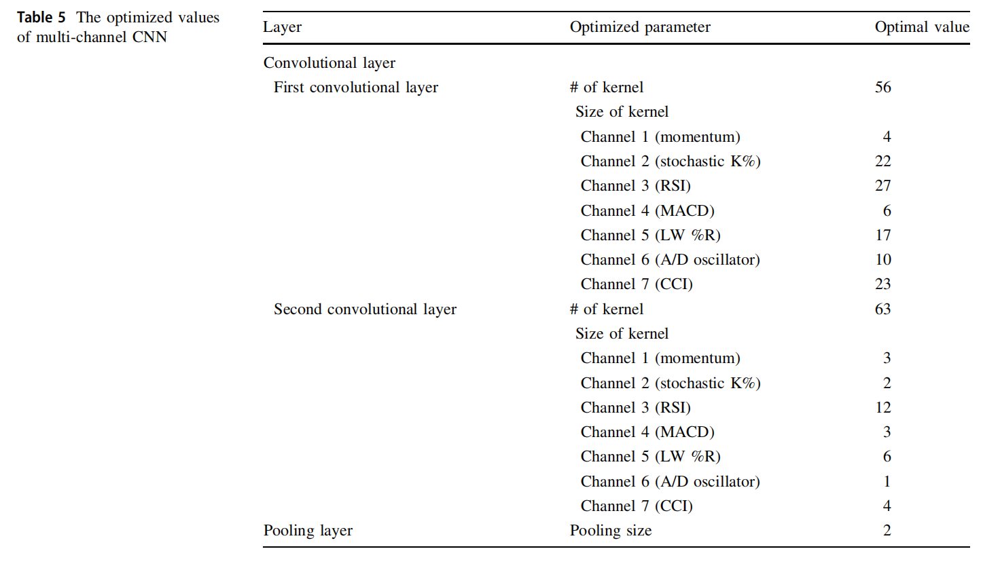 Table 5 The optimized values
of multi-channel CNN
Layer Optimized parameter Optimal value
Convolutional layer
First convolutional layer # of kernel 56
Size of kernel
Channel 1 (momentum) 4
Channel 2 (stochastic K%) 22
Channel 3 (RSI) 27
Channel 4 (MACD) 6
Channel 5 (LW %R) 17
Channel 6 (A/D oscillator) 10
Channel 7 (CCI) 23
Second convolutional layer # of kernel 63
Size of kernel
Channel 1 (momentum) 3
Channel 2 (stochastic K%) 2
Channel 3 (RSI) 12
Channel 4 (MACD) 3
Channel 5 (LW %R) 6
Channel 6 (A/D oscillator) 1
Channel 7 (CCI) 4
Pooling layer Pooling size 2